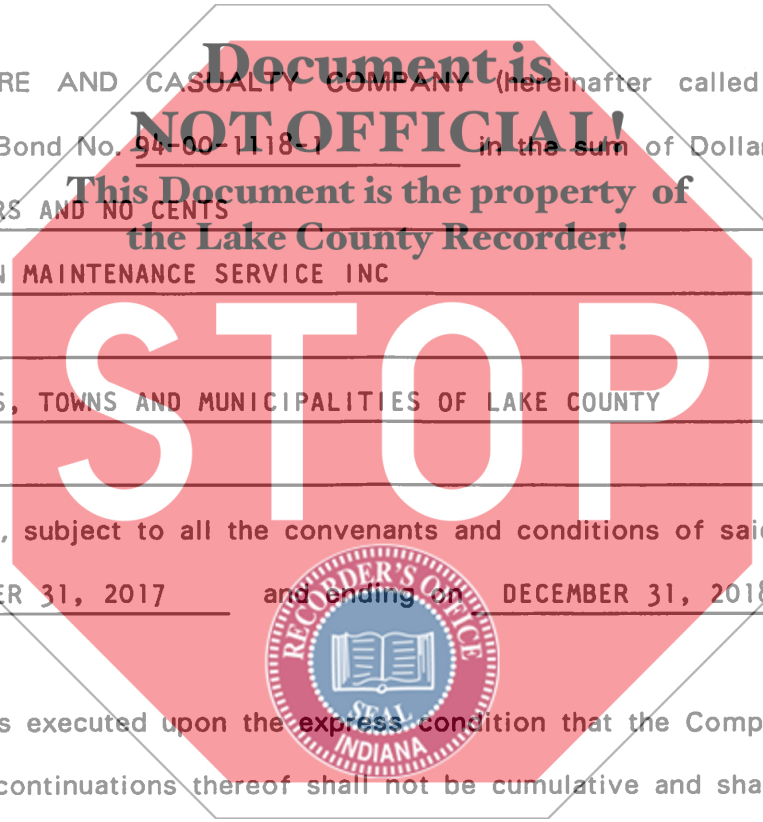 Document is
RE AND CASUALTY COMPANY (hereinafter called
NOT OFFICIAL!
Bond No. 94-00-1118-1 in the sum of Dolla
This Document is the property of
RS AND NO CENTS
the Lake County Recorder!
N MAINTENANCE SERVICE INC
STOP
S, TOWNS AND MUNICIPALITIES OF LAKE COUNTY
, subject to all the convenants and conditions of sai
ER 31, 2017 and ending on DECEMBER 31, 2018
RECORDER'S OFFICE
SEAL
INDIANA
s executed upon the express condition that the Comp
continuations thereof shall not be cumulative and sha